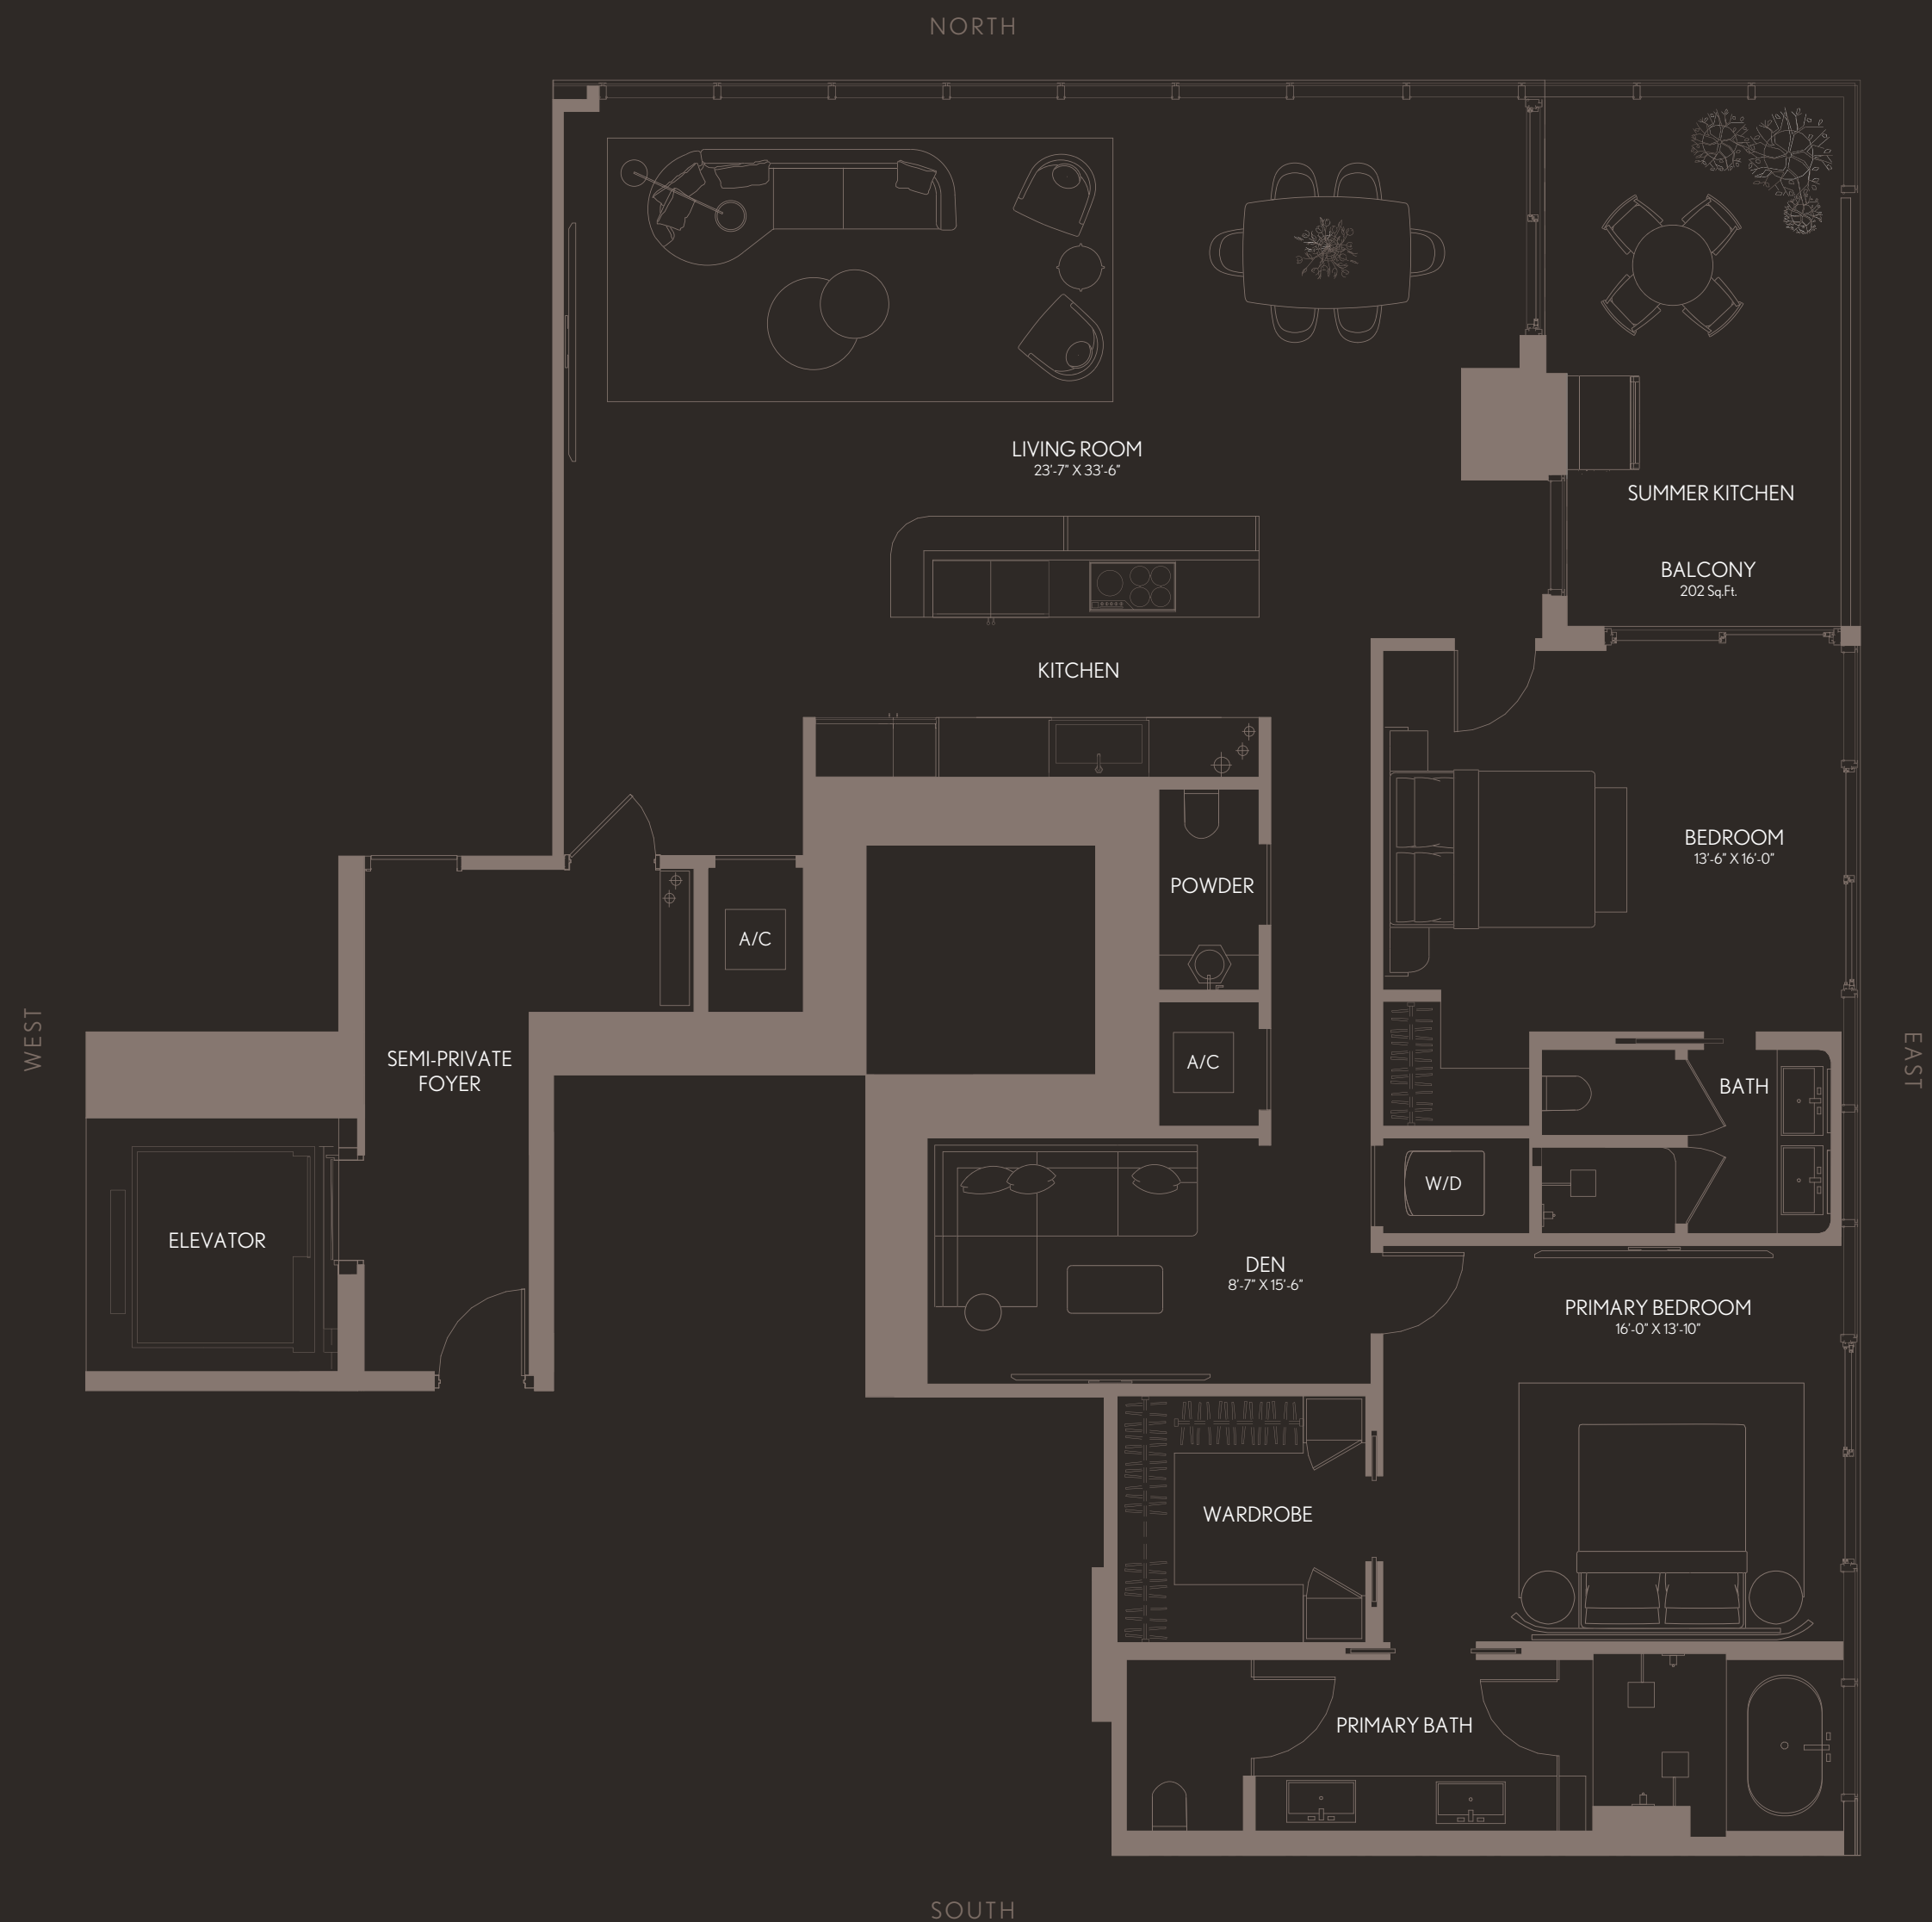 NORTH
LIVING ROOM
23'-7" X 33'-6"
SUMMER KITCHEN
BALCONY
202 Sq.Ft.
KITCHEN
BEDROOM
13'-6" X 16'-0"
POWDER
A/C
WEST
EAST
SEMI-PRIVATE
FOYER
A/C
BATH
W/D
ELEVATOR
DEN
8'-7" X 15'-6"
PRIMARY BEDROOM
16'-0" X 13'-10"
WARDROBE
PRIMARY BATH
SOUTH